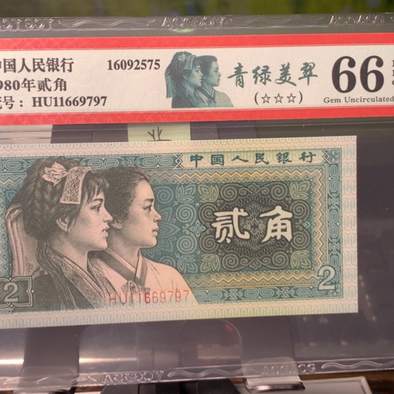 中国人民银行
1980年贰角
号: HU11669797
16092575
青绿美翠
(☆☆☆)
66
Gem Uncirculated
中国人民银行
贰角
HU11669797
2
2